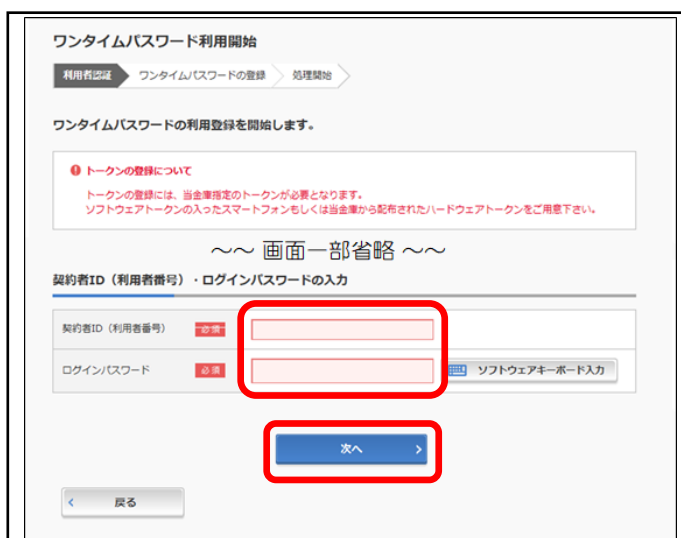 ワンタイムパスワード利用開始
利用者認証 ワンタイムパスワードの登録 処理開始
ワンタイムパスワードの利用登録を開始します。
トークンの登録について
トークンの登録には、当金庫指定のトークンが必要となります。
ソフトウェアトークンの入ったスマートフォンもしくは当金庫から配布されたハードウェアトークンをご用意下さい。
～～ 画面一部省略 ～～
契約者ID（利用者番号）・ログインパスワードの入力
契約者ID（利用者番号） 必須
ログインパスワード 必須 ソフトウェアキーボード入力
次へ
戻る